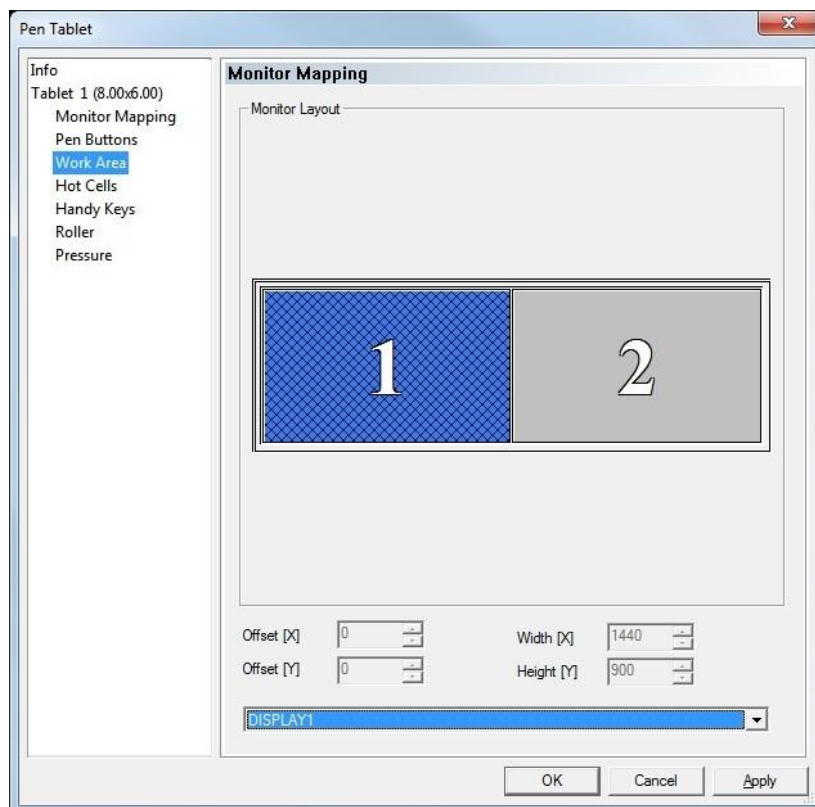 Pen Tablet
Info
Tablet 1 (8.00x6.00)
Monitor Mapping
Pen Buttons
Work Area
Hot Cells
Handy Keys
Roller
Pressure
Monitor Mapping
Monitor Layout
1 2
Offset [X] 0 Width [X] 1440
Offset [Y] 0 Height [Y] 900
DISPLAY1
OK Cancel Apply